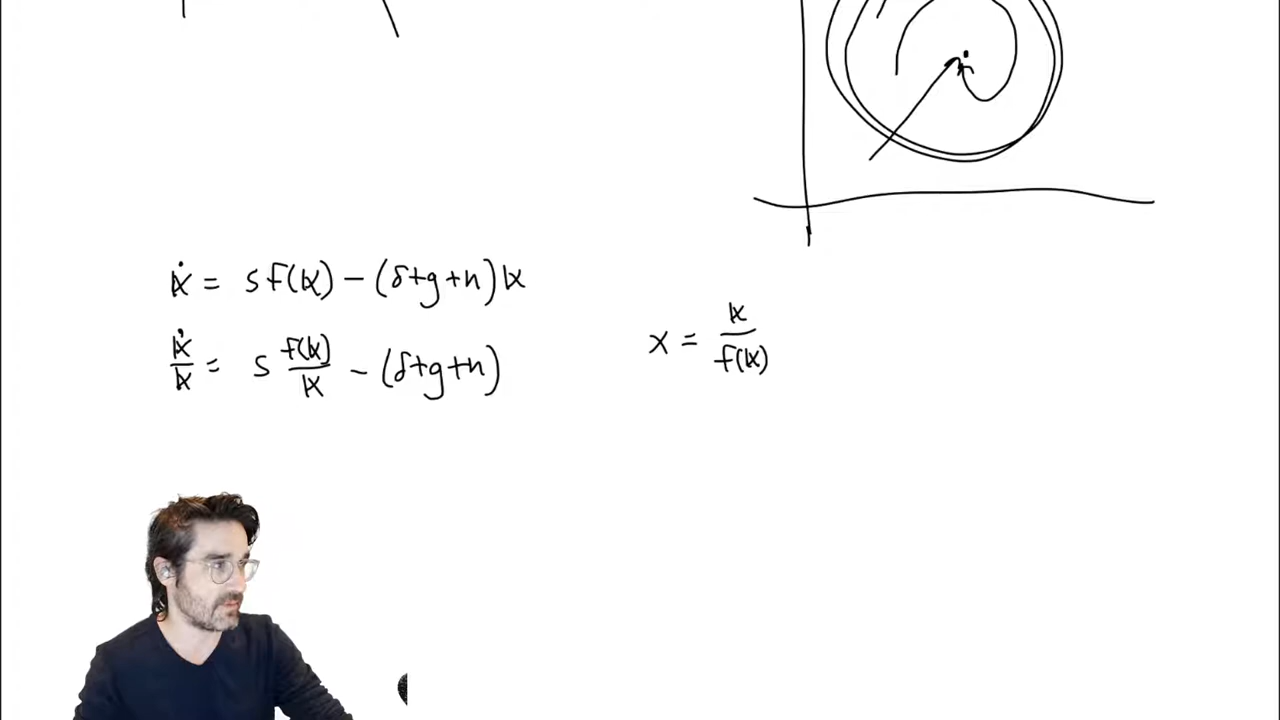 k̇ = s f(k) − (δ+g+n)k
k̇/k = s f(k)/k − (δ+g+n)
x = k/f(k)